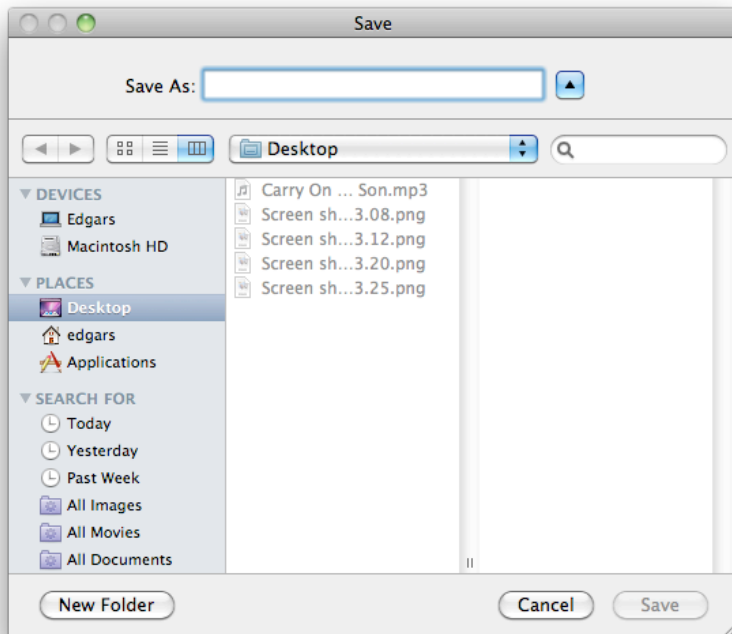 Save
Save As:
Desktop
DEVICES
Edgars
Macintosh HD
PLACES
Desktop
edgars
Applications
SEARCH FOR
Today
Yesterday
Past Week
All Images
All Movies
All Documents
Carry On ... Son.mp3
Screen sh...3.08.png
Screen sh...3.12.png
Screen sh...3.20.png
Screen sh...3.25.png
New Folder
Cancel
Save